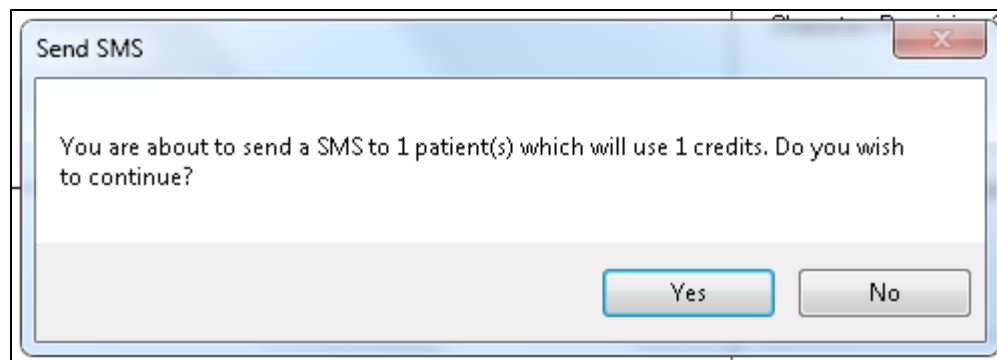 Send SMS
You are about to send a SMS to 1 patient(s) which will use 1 credits. Do you wish
to continue?
Yes
No